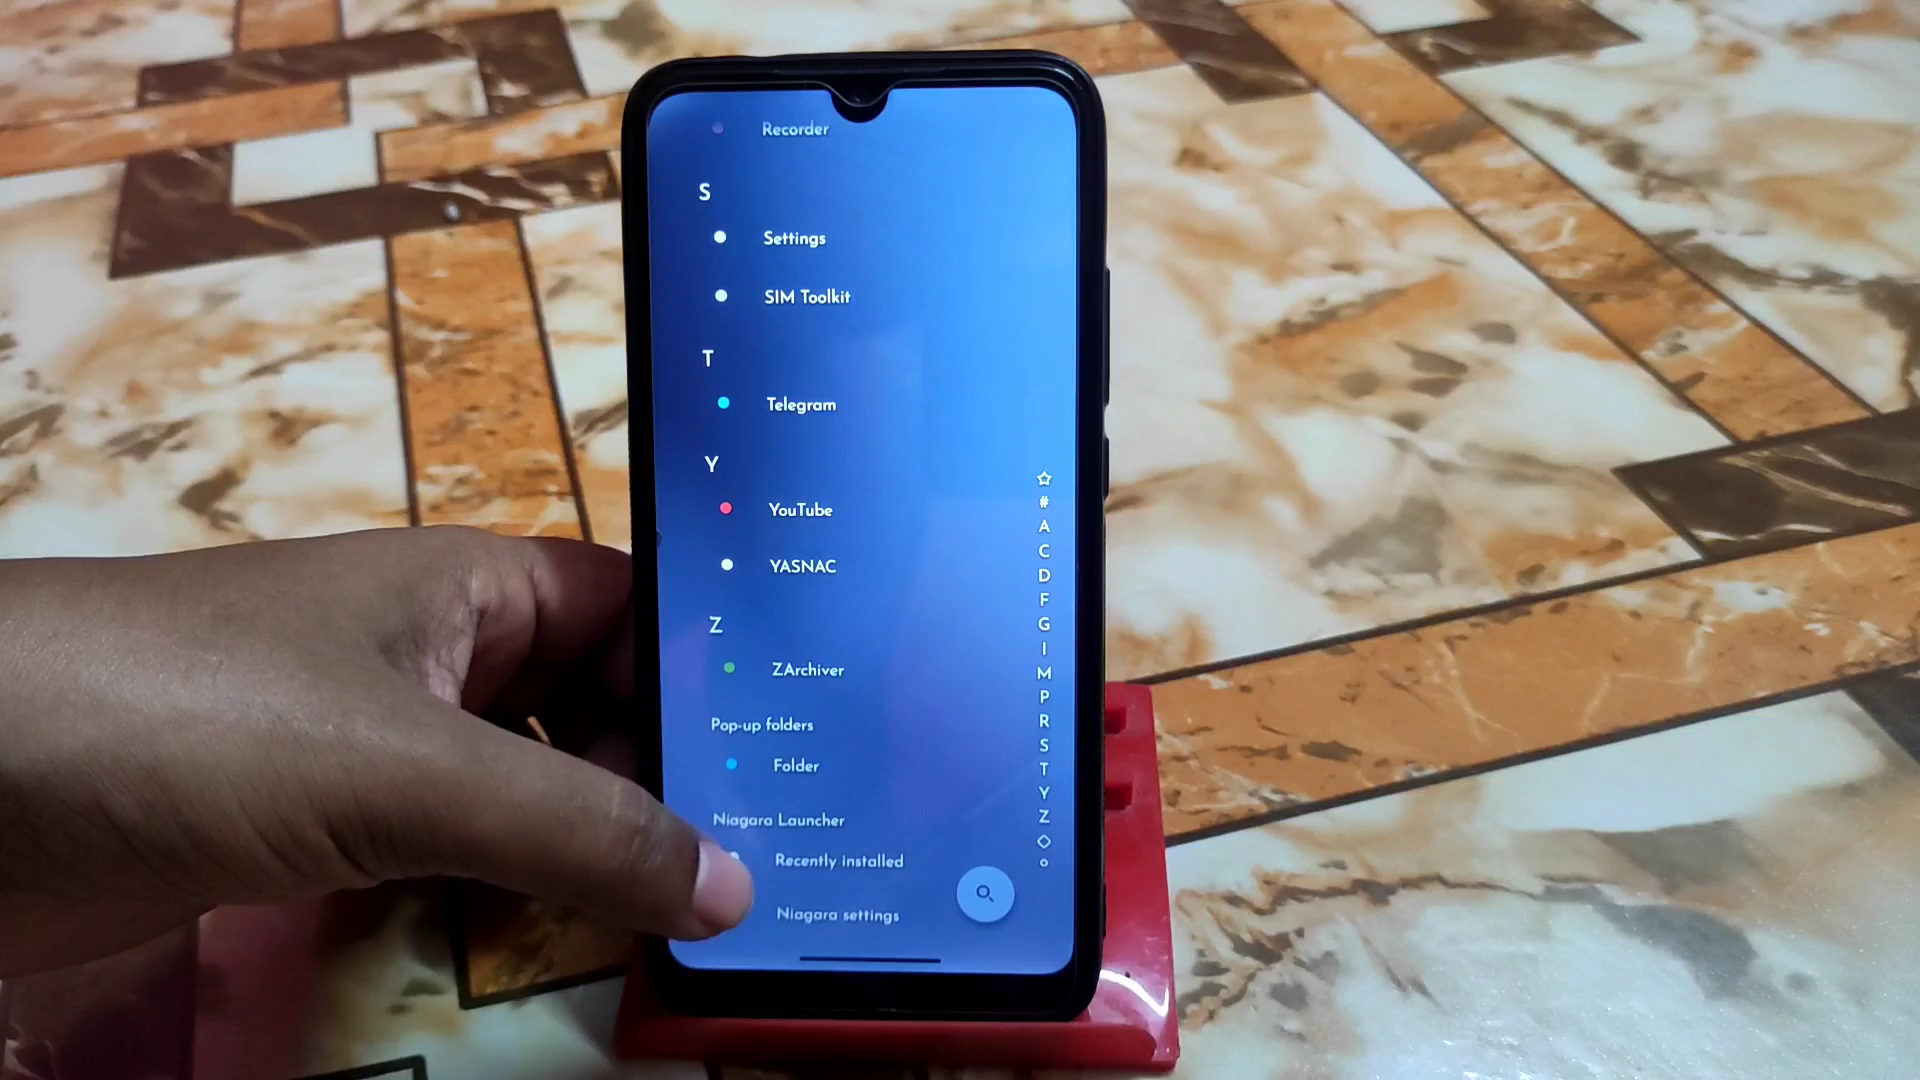 Recorder
S
Settings
SIM Toolkit
T
Telegram
Y
YouTube
YASNAC
Z
ZArchiver
Pop-up folders
Folder
Niagara Launcher
Recently installed
Niagara settings
#
A
C
D
F
G
I
M
P
R
S
T
Y
Z